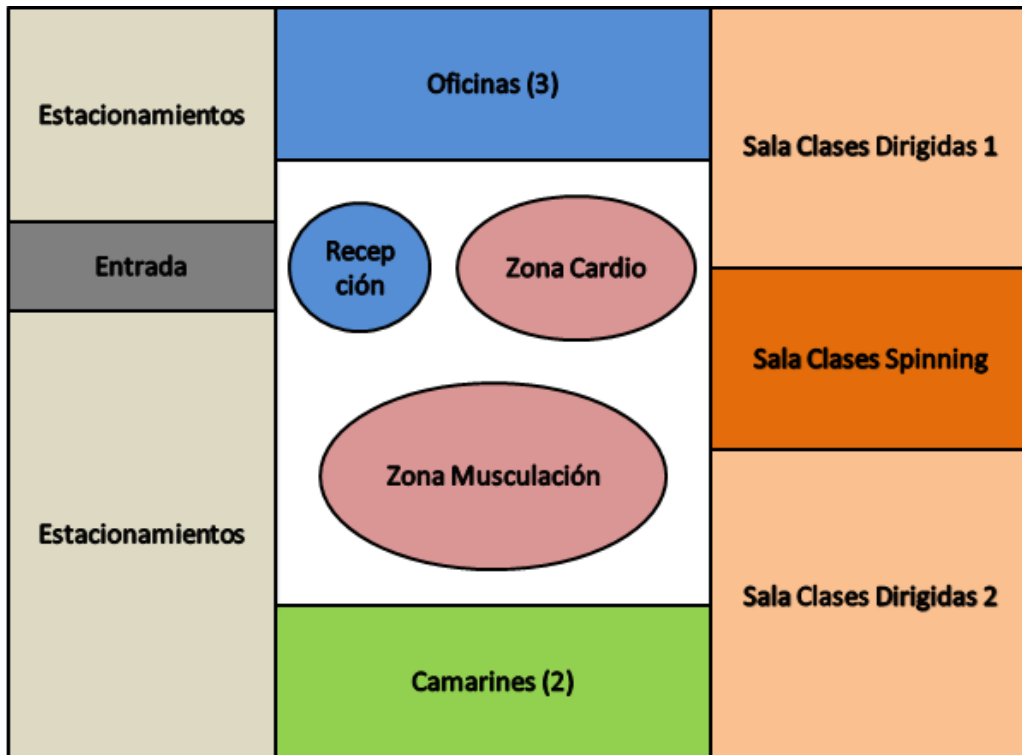 Estacionamientos
Oficinas (3)
Sala Clases Dirigidas 1
Entrada
Recep
ción
Zona Cardio
Sala Clases Spinning
Zona Musculación
Estacionamientos
Sala Clases Dirigidas 2
Camarines (2)